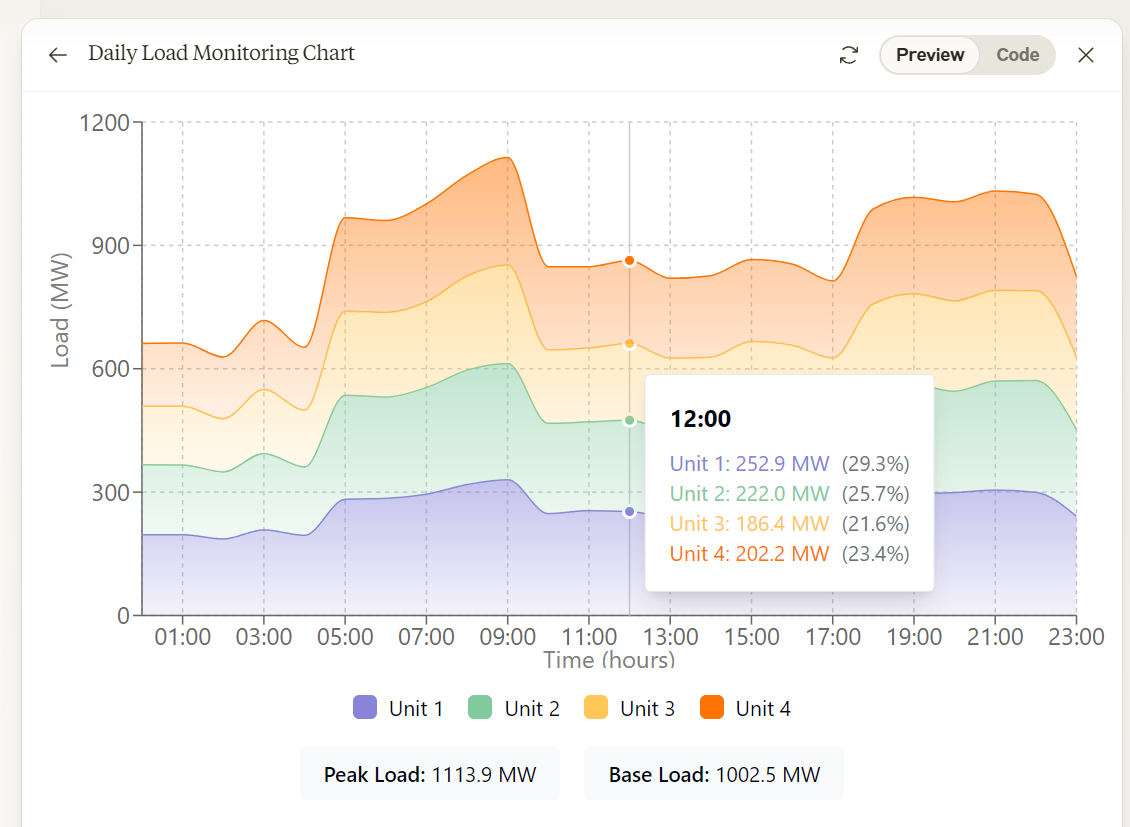 Daily Load Monitoring Chart
Preview Code
1200
900
600
300
0
Load (MW)
12:00
Unit 1: 252.9 MW (29.3%)
Unit 2: 222.0 MW (25.7%)
Unit 3: 186.4 MW (21.6%)
Unit 4: 202.2 MW (23.4%)
01:00 03:00 05:00 07:00 09:00 11:00 13:00 15:00 17:00 19:00 21:00 23:00
Time (hours)
Unit 1 Unit 2 Unit 3 Unit 4
Peak Load: 1113.9 MW Base Load: 1002.5 MW